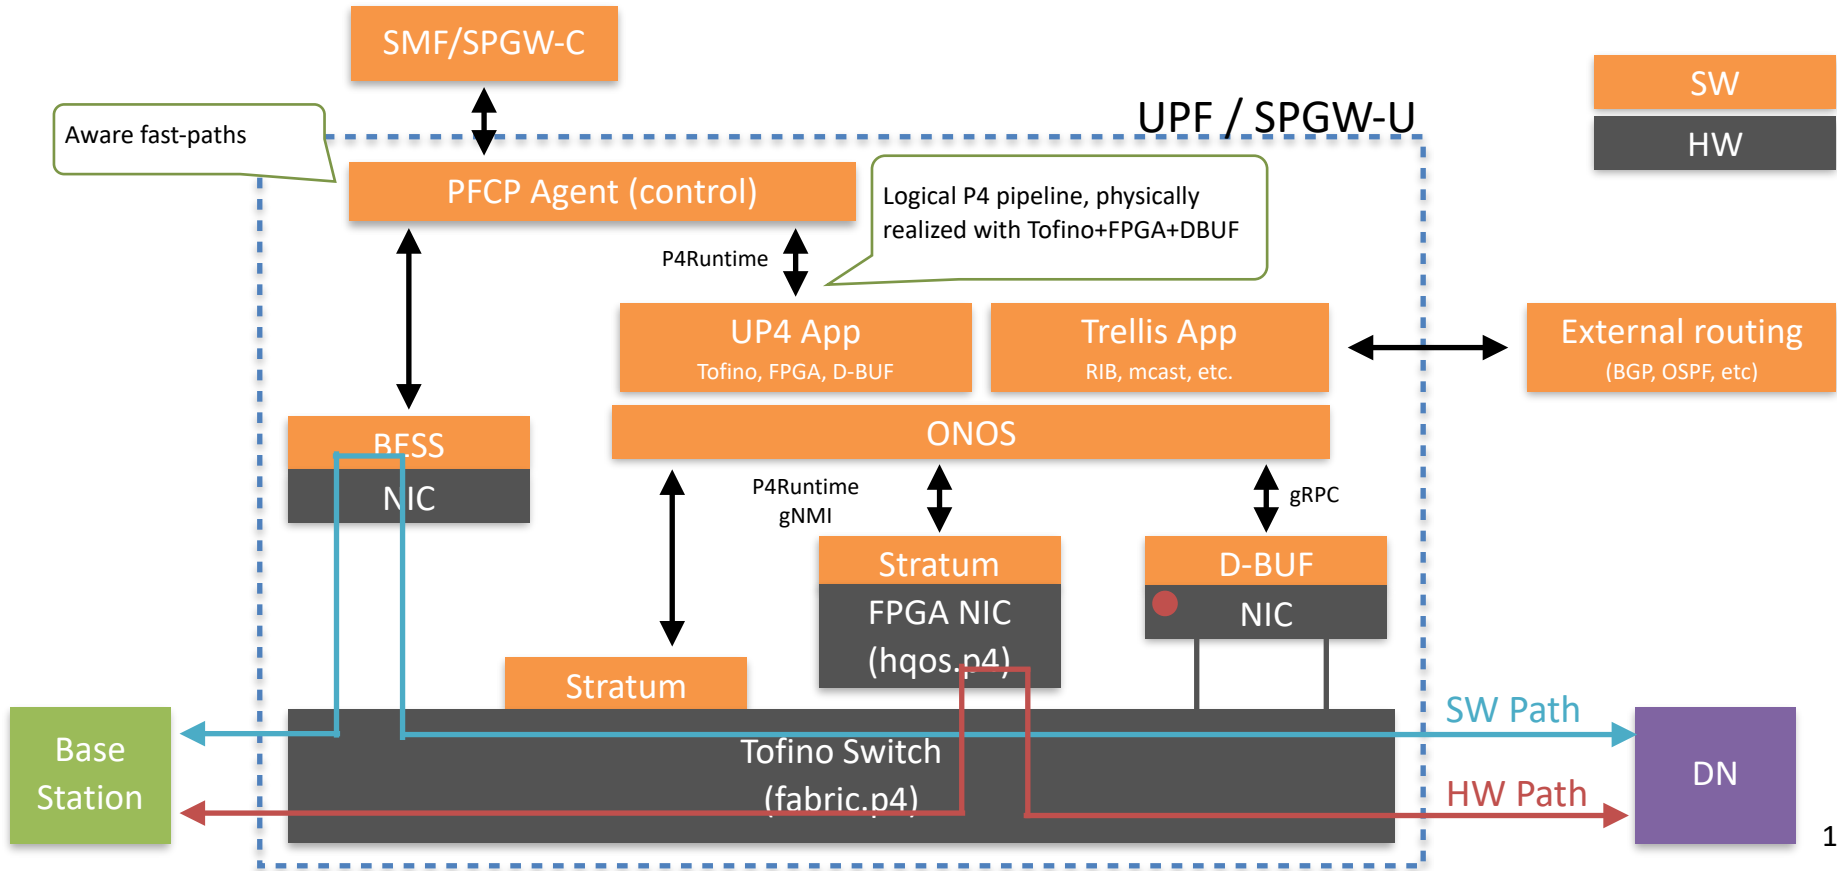 SMF/SPGW-C
SW
HW
UPF / SPGW-U
Aware fast-paths
PFCP Agent (control)
Logical P4 pipeline, physically
realized with Tofino+FPGA+DBUF
P4Runtime
UP4 App
Tofino, FPGA, D-BUF
Trellis App
RIB, mcast, etc.
External routing
(BGP, OSPF, etc)
ONOS
BESS
NIC
P4Runtime
gNMI
gRPC
Stratum
FPGA NIC
(hqos.p4)
D-BUF
NIC
Stratum
Tofino Switch
(fabric.p4)
Base
Station
SW Path
HW Path
DN
1